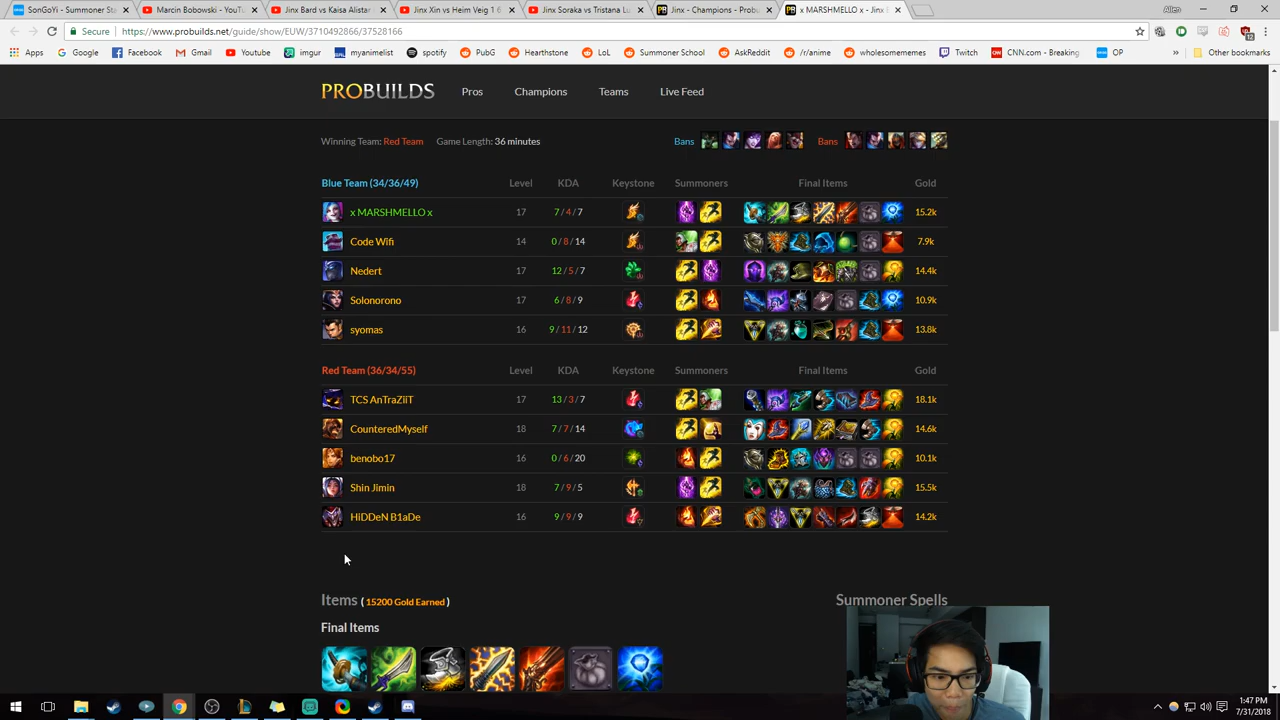 SonGoYi - Summoner Sta
Marcin Bobowski - YouTu
Jinx Bard vs Kaisa Alistar
Jinx Xin vs Heim Veig 1 6
Jinx Soraka vs Tristana Lu
Jinx - Champions - Probu
x MARSHMELLO x - Jinx B
Allen
Secure
https://www.probuilds.net/guide/show/EUW/3710492866/37528166
Apps
Google
Facebook
Gmail
Youtube
imgur
myanimelist
spotify
PubG
Hearthstone
LoL
Summoner School
AskReddit
/r/anime
wholesomememes
Twitch
CNN.com - Breaking
OP
»
Other bookmarks
PROBUILDS
Pros
Champions
Teams
Live Feed
Winning Team: Red Team Game Length: 36 minutes
Bans
Bans
Blue Team (34/36/49) Level KDA Keystone Summoners Final Items Gold
x MARSHMELLO x 17 7 / 4 / 7 15.2k
Code Wifi 14 0 / 8 / 14 7.9k
Nedert 17 12 / 5 / 7 14.4k
Solonorono 17 6 / 8 / 9 10.9k
syomas 16 9 / 11 / 12 13.8k
Red Team (36/34/55) Level KDA Keystone Summoners Final Items Gold
TCS AnTraZiiT 17 13 / 3 / 7 18.1k
CounteredMyself 18 7 / 7 / 14 14.6k
benobo17 16 0 / 6 / 20 10.1k
Shin Jimin 18 7 / 9 / 5 15.5k
HiDDeN B1aDe 16 9 / 9 / 9 14.2k
Items ( 15200 Gold Earned )
Summoner Spells
Final Items
1:47 PM
7/31/2018